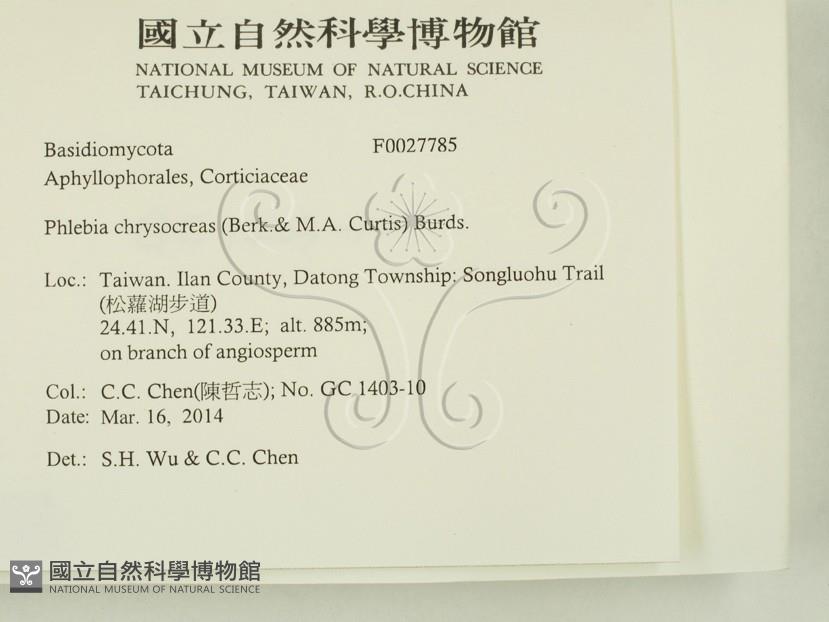 國立自然科學博物館
NATIONAL MUSEUM OF NATURAL SCIENCE
TAICHUNG, TAIWAN, R.O.CHINA
Basidiomycota F0027785
Aphyllophorales, Corticiaceae
Phlebia chrysocreas (Berk.& M.A. Curtis) Burds.
Loc.: Taiwan. Ilan County, Datong Township: Songluohu Trail
(松蘿湖步道)
24.41.N, 121.33.E; alt. 885m;
on branch of angiosperm
Col.: C.C. Chen(陳哲志); No. GC 1403-10
Date: Mar. 16, 2014
Det.: S.H. Wu & C.C. Chen
國立自然科學博物館
NATIONAL MUSEUM OF NATURAL SCIENCE